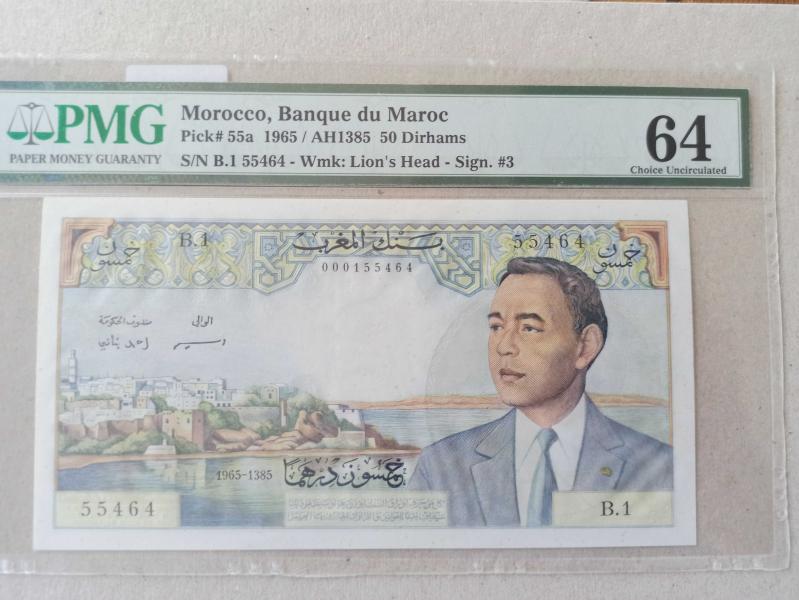 PMG
PAPER MONEY GUARANTY
Morocco, Banque du Maroc
Pick# 55a 1965 / AH1385 50 Dirhams
S/N B.1 55464 - Wmk: Lion's Head - Sign. #3
64
Choice Uncirculated
خمسون
B.1
بنك المغرب
55464
خمسون
000155464
مندوب الحكومة
الوالي
1965-1385
خمسون درهما
55464
B.1